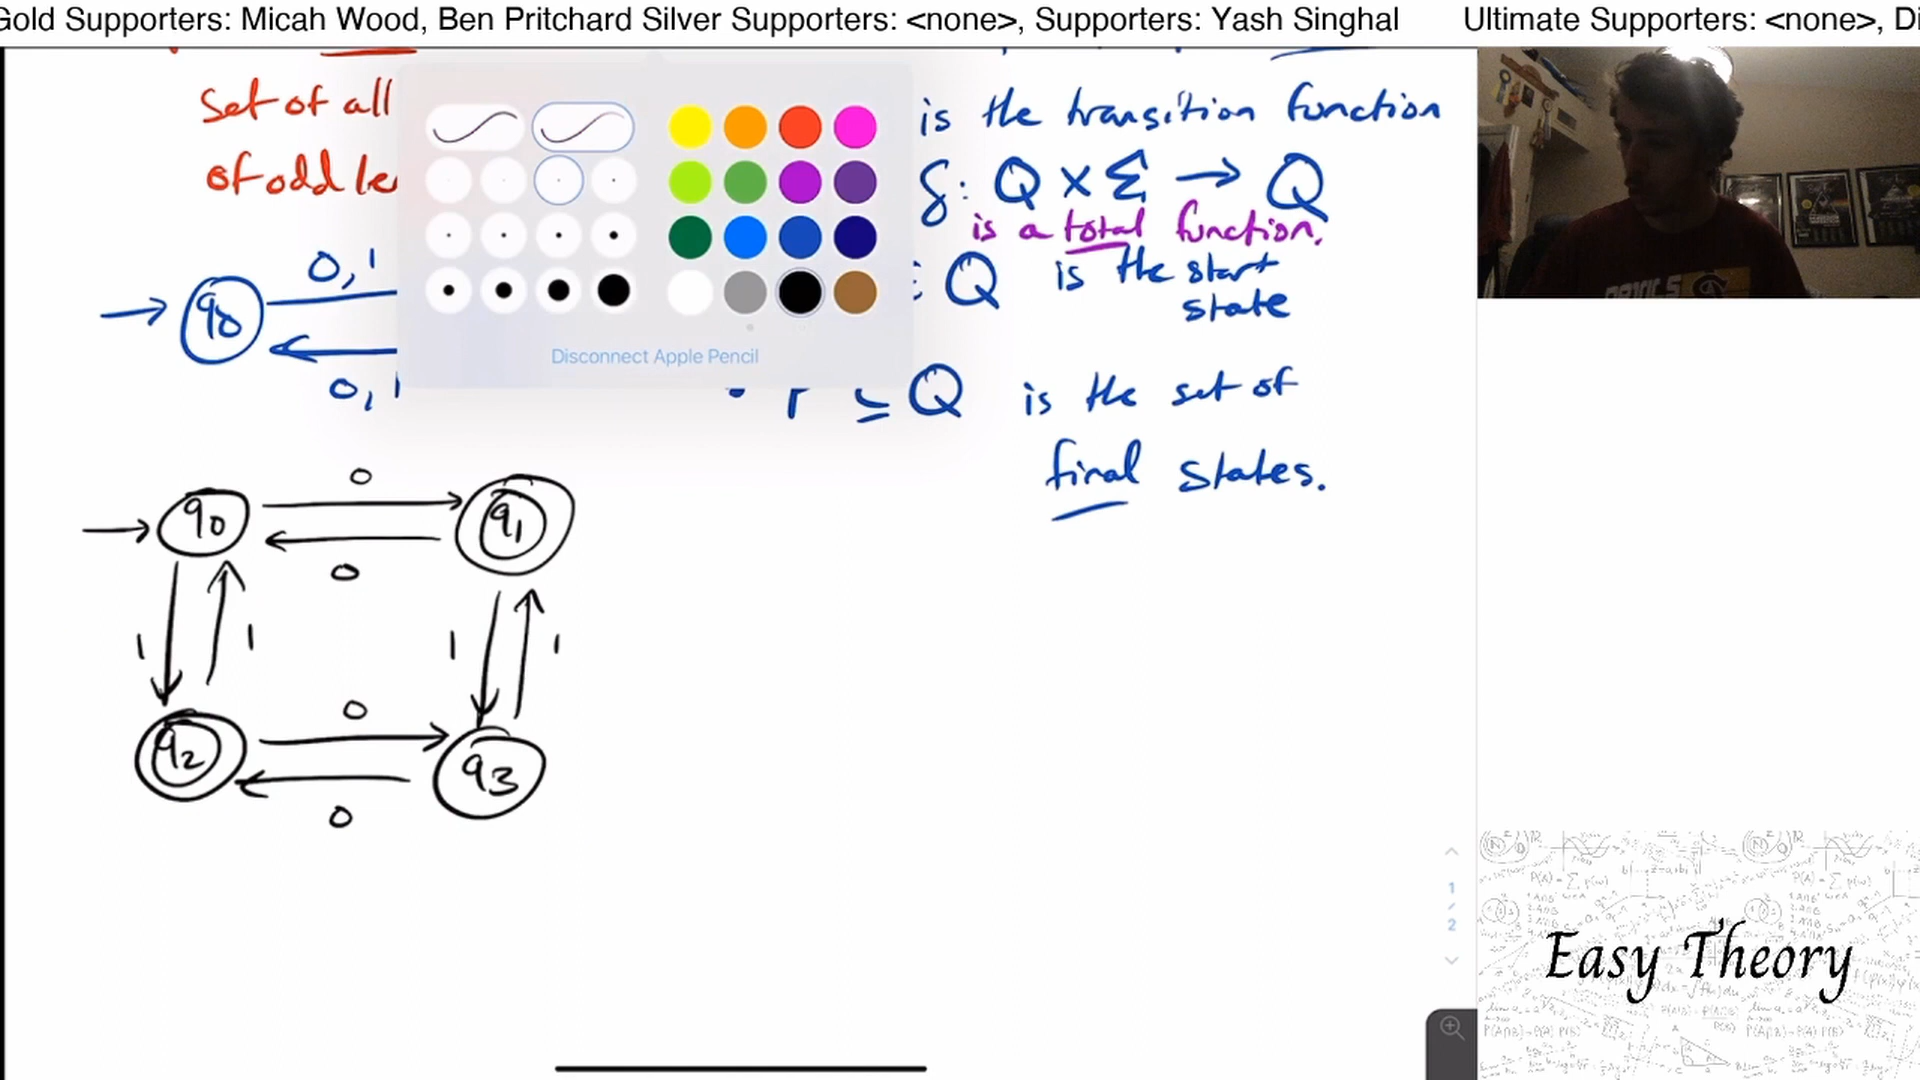 Gold Supporters: Micah Wood, Ben Pritchard Silver Supporters: <none>, Supporters: Yash Singhal Ultimate Supporters: <none>, Di
set of all
of odd le
0,1
q0
0,1
is the transition function
δ: Q × Σ → Q
is a total function.
Q is the start
state
⊆ Q is the set of
final states.
Disconnect Apple Pencil
0
q0
q1
0
1 1 1 1
0
q2
q3
0
1
2
Easy Theory